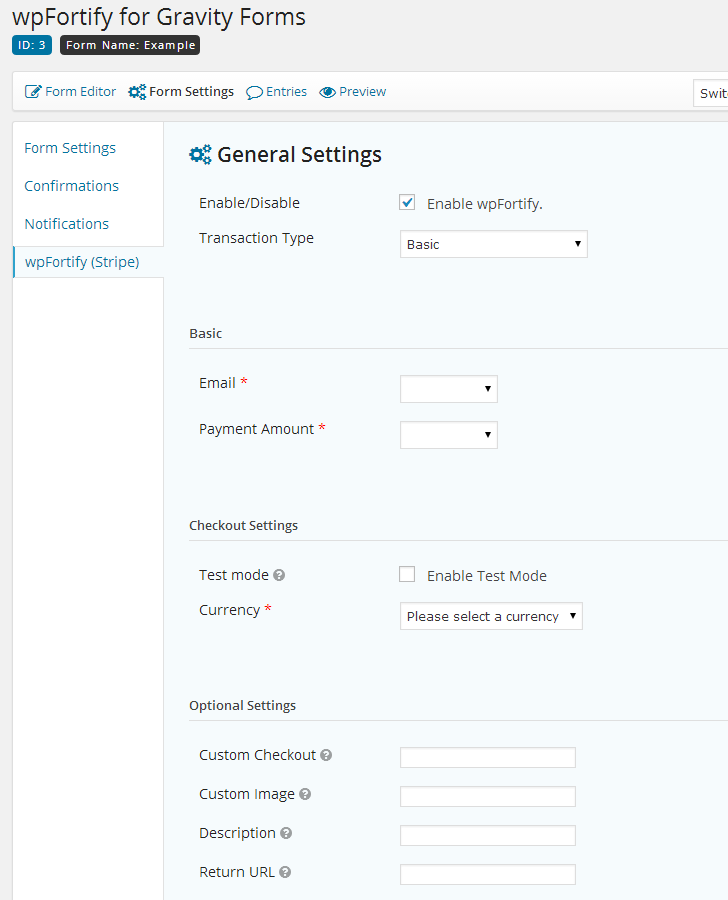 wpFortify for Gravity Forms
ID: 3 Form Name: Example
Form Editor Form Settings Entries Preview Swit
Form Settings
Confirmations
Notifications
wpFortify (Stripe)
General Settings
Enable/Disable Enable wpFortify.
Transaction Type Basic
Basic
Email *
Payment Amount *
Checkout Settings
Test mode ? Enable Test Mode
Currency * Please select a currency
Optional Settings
Custom Checkout ?
Custom Image ?
Description ?
Return URL ?